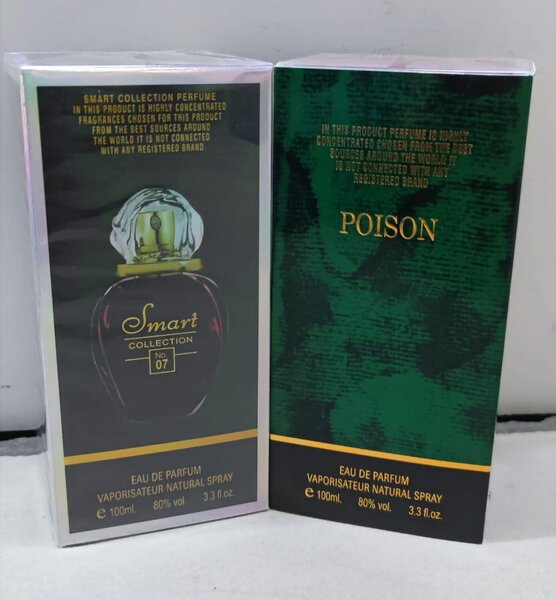 SMART COLLECTION PERFUME
IN THIS PRODUCT IS HIGHLY CONCENTRATED
FRAGRANCES CHOSEN FOR THIS PRODUCT
FROM THE BEST SOURCES AROUND
THE WORLD IT IS NOT CONNECTED
WITH ANY REGISTERED BRAND
Smart
COLLECTION
No.
07
EAU DE PARFUM
VAPORISATEUR NATURAL SPRAY
e 100ml. 80% vol. 3.3 fl.oz.
IN THIS PRODUCT PERFUME IS HIGHLY
CONCENTRATED CHOSEN FROM THE BEST
SOURCES AROUND THE WORLD IT
IS NOT CONNECTED WITH ANY
REGISTERED BRAND
POISON
EAU DE PARFUM
VAPORISATEUR NATURAL SPRAY
e 100ml. 80% vol. 3.3 fl.oz.